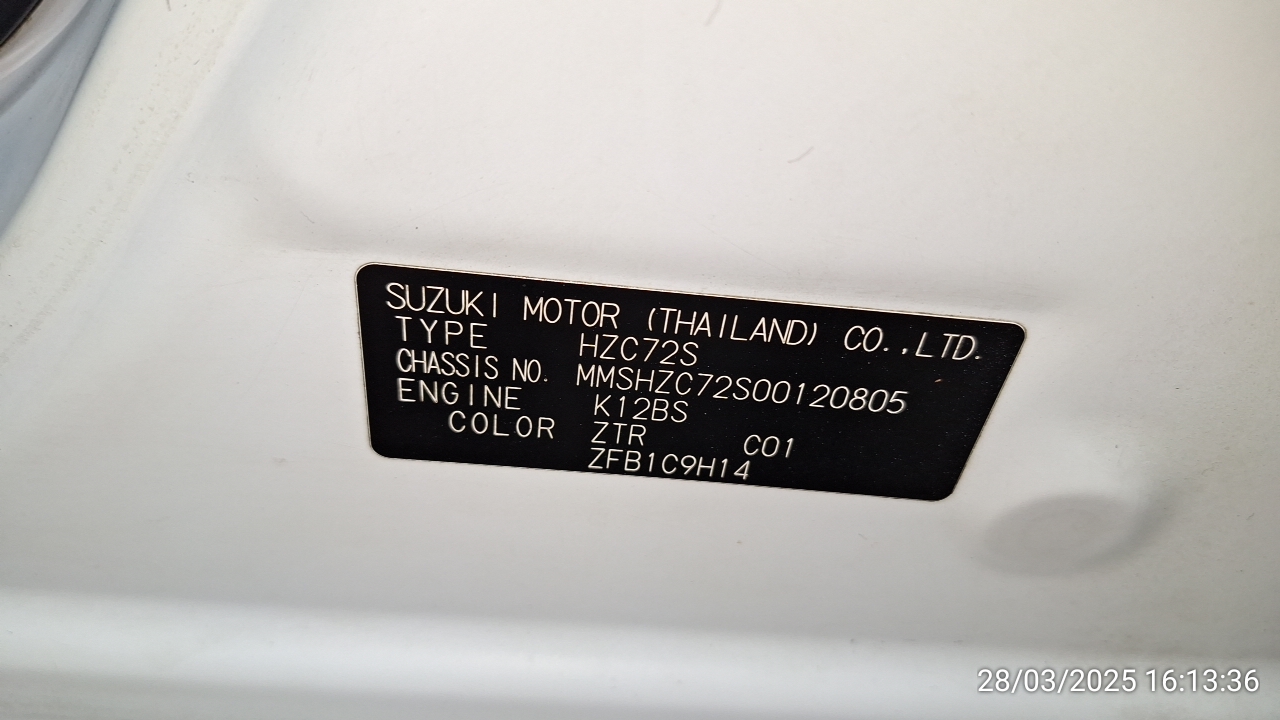 SUZUKI MOTOR (THAILAND) CO.,LTD.
TYPE HZC72S
CHASSIS NO. MMSHZC72S00120805
ENGINE K12BS
COLOR ZTR C01
ZFB1C9H14
28/03/2025 16:13:36